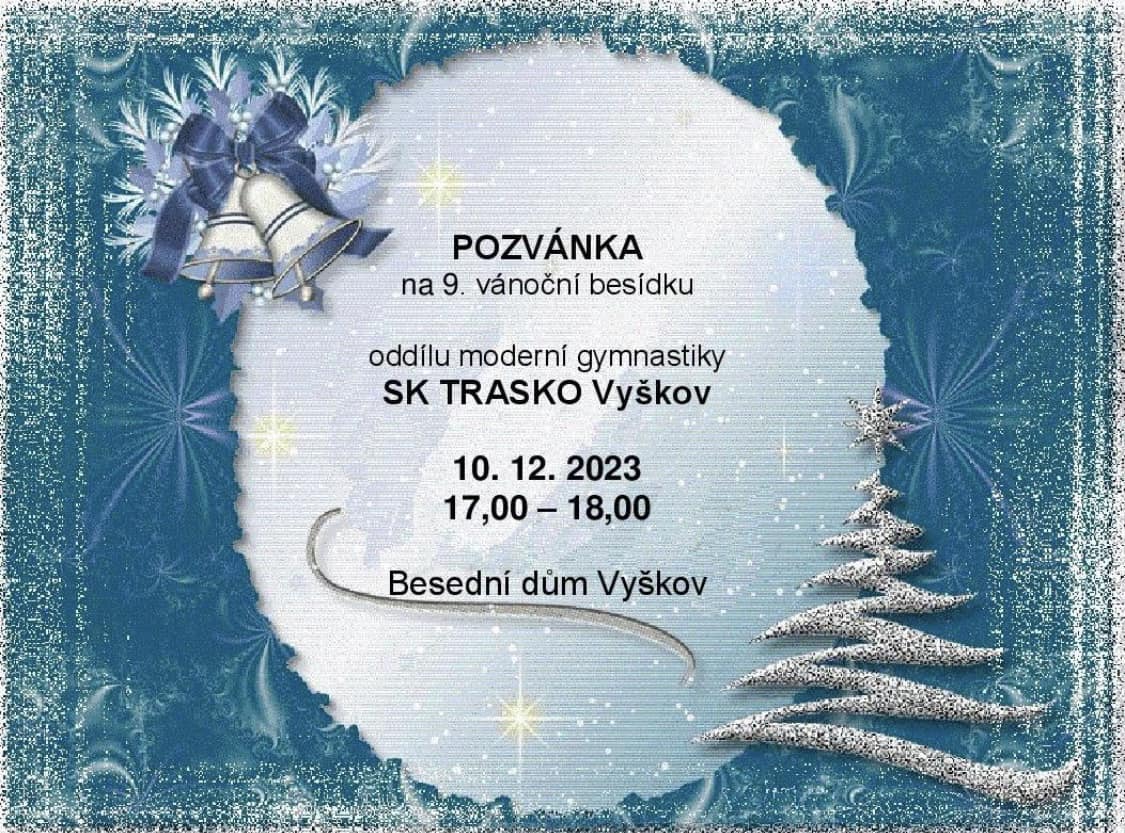 POZVÁNKA
na 9. vánoční besídku
oddílu moderní gymnastiky
SK TRASKO Vyškov
10. 12. 2023
17,00 – 18,00
Besední dům Vyškov